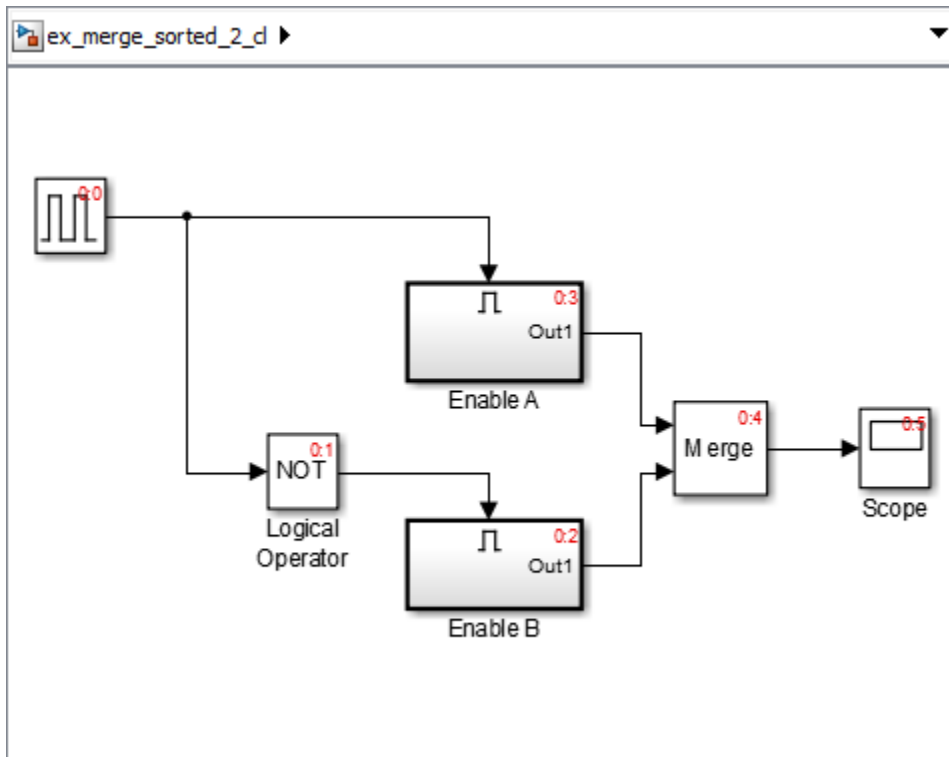 ex_merge_sorted_2_cl
0:0
0:3
Out1
Enable A
0:1
NOT
Logical
Operator
0:2
Out1
Enable B
0:4
Merge
0:5
Scope